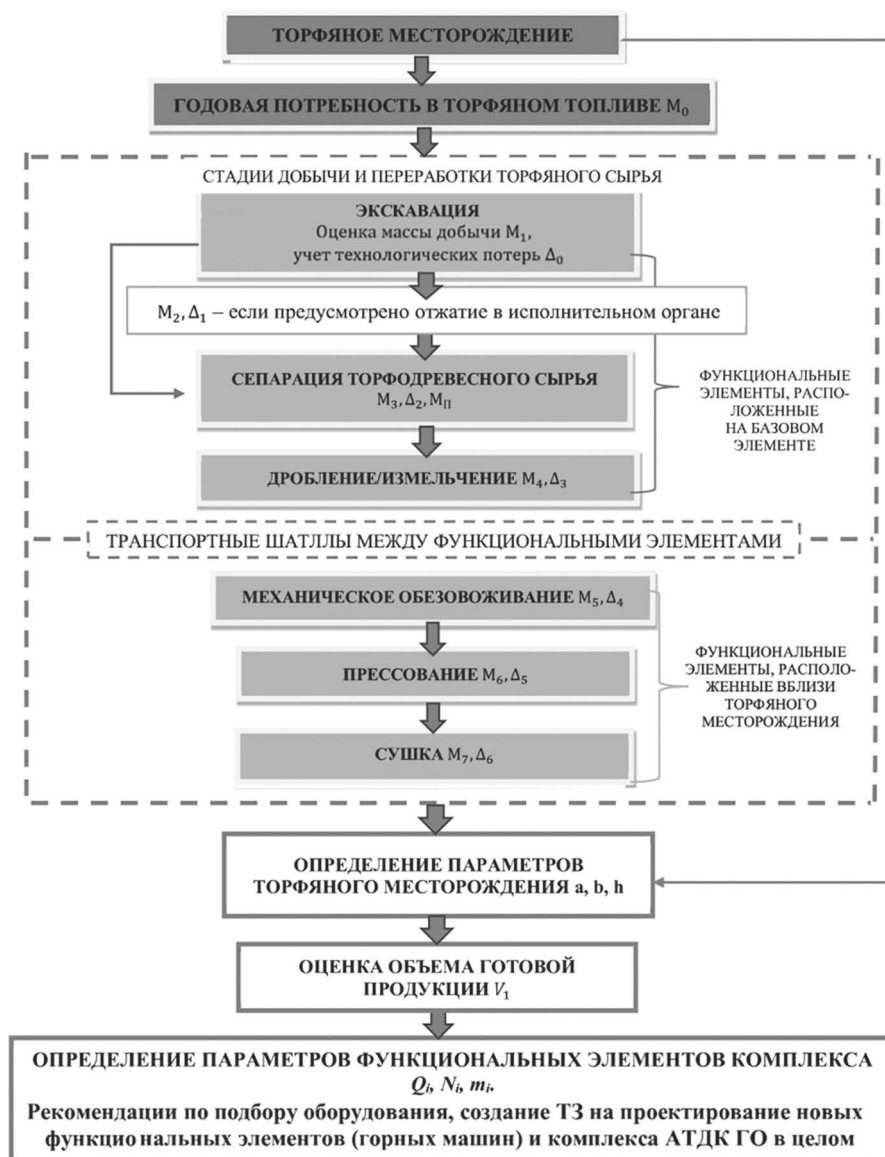 ТОРФЯНОЕ МЕСТОРОЖДЕНИЕ
ГОДОВАЯ ПОТРЕБНОСТЬ В ТОРФЯНОМ ТОПЛИВЕ M₀
СТАДИИ ДОБЫЧИ И ПЕРЕРАБОТКИ ТОРФЯНОГО СЫРЬЯ
ЭКСКАВАЦИЯ
Оценка массы добычи M₁,
учет технологических потерь Δ₀
M₂, Δ₁ – если предусмотрено отжатие в исполнительном органе
СЕПАРАЦИЯ ТОРФОДРЕВЕСНОГО СЫРЬЯ
M₃, Δ₂, M_П
ДРОБЛЕНИЕ/ИЗМЕЛЬЧЕНИЕ M₄, Δ₃
ФУНКЦИОНАЛЬНЫЕ
ЭЛЕМЕНТЫ, РАСПО-
ЛОЖЕННЫЕ
НА БАЗОВОМ
ЭЛЕМЕНТЕ
ТРАНСПОРТНЫЕ ШАТЛЛЫ МЕЖДУ ФУНКЦИОНАЛЬНЫМИ ЭЛЕМЕНТАМИ
МЕХАНИЧЕСКОЕ ОБЕЗОВОЖИВАНИЕ M₅, Δ₄
ПРЕССОВАНИЕ M₆, Δ₅
СУШКА M₇, Δ₆
ФУНКЦИОНАЛЬНЫЕ
ЭЛЕМЕНТЫ, РАСПОЛО-
ЖЕННЫЕ ВБЛИЗИ
ТОРФЯНОГО
МЕСТОРОЖДЕНИЯ
ОПРЕДЕЛЕНИЕ ПАРАМЕТРОВ
ТОРФЯНОГО МЕСТОРОЖДЕНИЯ a, b, h
ОЦЕНКА ОБЪЕМА ГОТОВОЙ
ПРОДУКЦИИ V₁
ОПРЕДЕЛЕНИЕ ПАРАМЕТРОВ ФУНКЦИОНАЛЬНЫХ ЭЛЕМЕНТОВ КОМПЛЕКСА
Qᵢ, Nᵢ, mᵢ.
Рекомендации по подбору оборудования, создание ТЗ на проектирование новых
функциональных элементов (горных машин) и комплекса АТДК ГО в целом